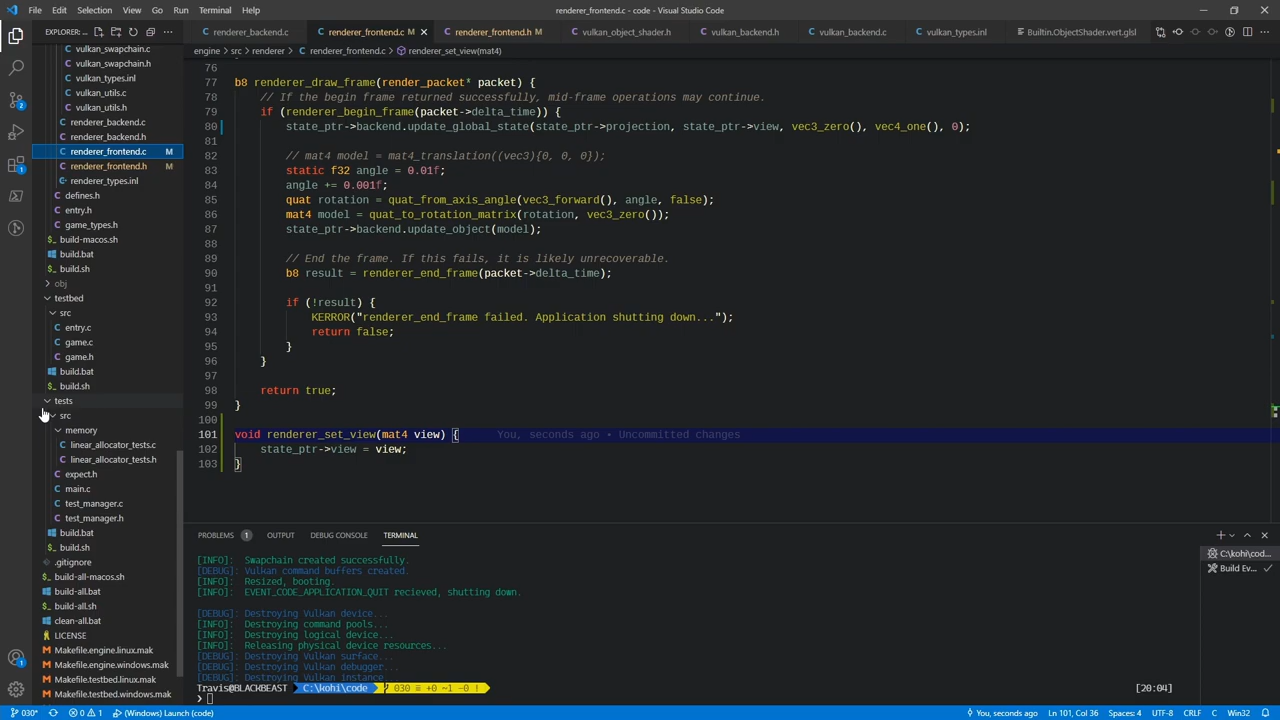 File Edit Selection View Go Run Terminal Help
renderer_frontend.c - code - Visual Studio Code
EXPLORER: ...
renderer_backend.c
renderer_frontend.c M
renderer_frontend.h M
vulkan_object_shader.h
vulkan_backend.h
vulkan_backend.c
vulkan_types.inl
Builtin.ObjectShader.vert.glsl
engine > src > renderer > C renderer_frontend.c > renderer_set_view(mat4)
vulkan_swapchain.c
vulkan_swapchain.h
vulkan_types.inl
vulkan_utils.c
vulkan_utils.h
renderer_backend.c
renderer_backend.h
renderer_frontend.c M
renderer_frontend.h M
renderer_types.inl
defines.h
entry.h
game_types.h
build-macos.sh
build.bat
build.sh
obj
testbed
src
entry.c
game.c
game.h
build.bat
build.sh
tests
src
memory
linear_allocator_tests.c
linear_allocator_tests.h
expect.h
main.c
test_manager.c
test_manager.h
build.bat
build.sh
.gitignore
build-all-macos.sh
build-all.bat
build-all.sh
clean-all.bat
LICENSE
Makefile.engine.linux.mak
Makefile.engine.windows.mak
Makefile.testbed.linux.mak
Makefile.testbed.windows.mak
76
77 b8 renderer_draw_frame(render_packet* packet) {
78 // If the begin frame returned successfully, mid-frame operations may continue.
79 if (renderer_begin_frame(packet->delta_time)) {
80 state_ptr->backend.update_global_state(state_ptr->projection, state_ptr->view, vec3_zero(), vec4_one(), 0);
81
82 // mat4 model = mat4_translation((vec3){0, 0, 0});
83 static f32 angle = 0.01f;
84 angle += 0.001f;
85 quat rotation = quat_from_axis_angle(vec3_forward(), angle, false);
86 mat4 model = quat_to_rotation_matrix(rotation, vec3_zero());
87 state_ptr->backend.update_object(model);
88
89 // End the frame. If this fails, it is likely unrecoverable.
90 b8 result = renderer_end_frame(packet->delta_time);
91
92 if (!result) {
93 KERROR("renderer_end_frame failed. Application shutting down...");
94 return false;
95 }
96 }
97
98 return true;
99 }
100
101 void renderer_set_view(mat4 view) { You, seconds ago • Uncommitted changes
102 state_ptr->view = view;
103 }
PROBLEMS 1 OUTPUT DEBUG CONSOLE TERMINAL
[INFO]: Swapchain created successfully.
[DEBUG]: Vulkan command buffers created.
[INFO]: Resized, booting.
[INFO]: EVENT_CODE_APPLICATION_QUIT recieved, shutting down.
[DEBUG]: Destroying Vulkan device...
[INFO]: Destroying command pools...
[INFO]: Destroying logical device...
[INFO]: Releasing physical device resources...
[DEBUG]: Destroying Vulkan surface...
[DEBUG]: Destroying Vulkan debugger...
[DEBUG]: Destroying Vulkan instance...
Travis@BLACKBEAST C:\kohi\code 030 ≡ +0 ~1 -0 ! [20:04]
C:\kohi\cod...
Build Ev...
030* 0 1 (Windows) Launch (code) You, seconds ago Ln 101, Col 36 Spaces: 4 UTF-8 CRLF C Win32